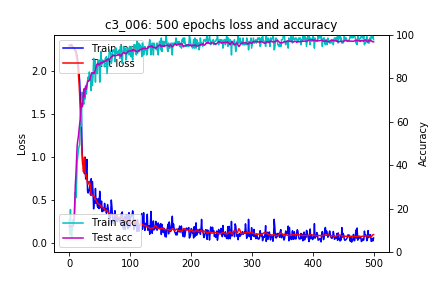 c3_006: 500 epochs loss and accuracy
Train loss
Test loss
Train acc
Test acc
Loss
Accuracy
2.0
1.5
1.0
0.5
0.0
100
80
60
40
20
0
0 100 200 300 400 500